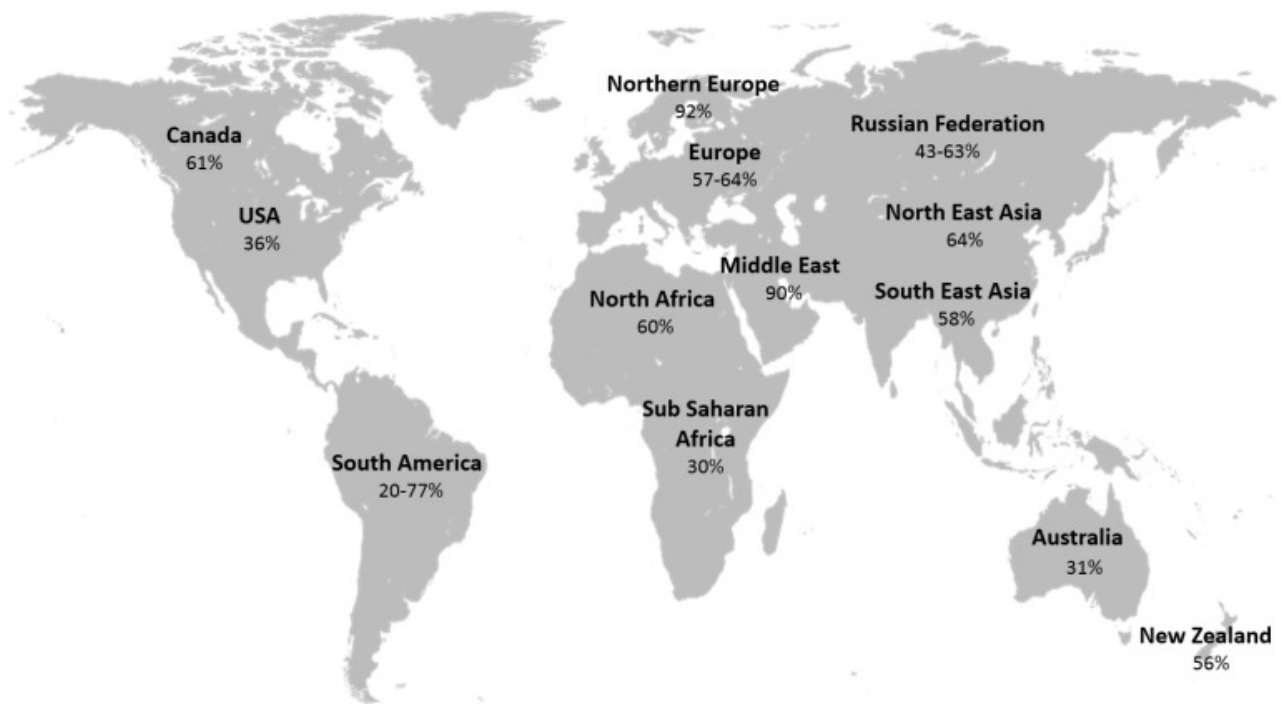 Northern Europe
92%
Canada
61%
Russian Federation
43-63%
Europe
57-64%
USA
36%
North East Asia
64%
Middle East
90%
South East Asia
58%
North Africa
60%
Sub Saharan
Africa
30%
South America
20-77%
Australia
31%
New Zealand
56%